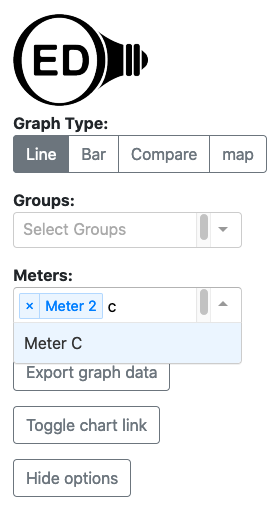 ED
Graph Type:
Line Bar Compare map
Groups:
Select Groups
Meters:
× Meter 2 c
Meter C
Export graph data
Toggle chart link
Hide options